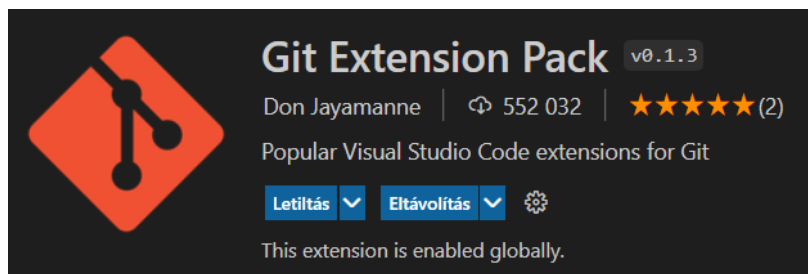 Git Extension Pack v0.1.3
Don Jayamanne 552 032 (2)
Popular Visual Studio Code extensions for Git
Letiltás Eltávolítás
This extension is enabled globally.